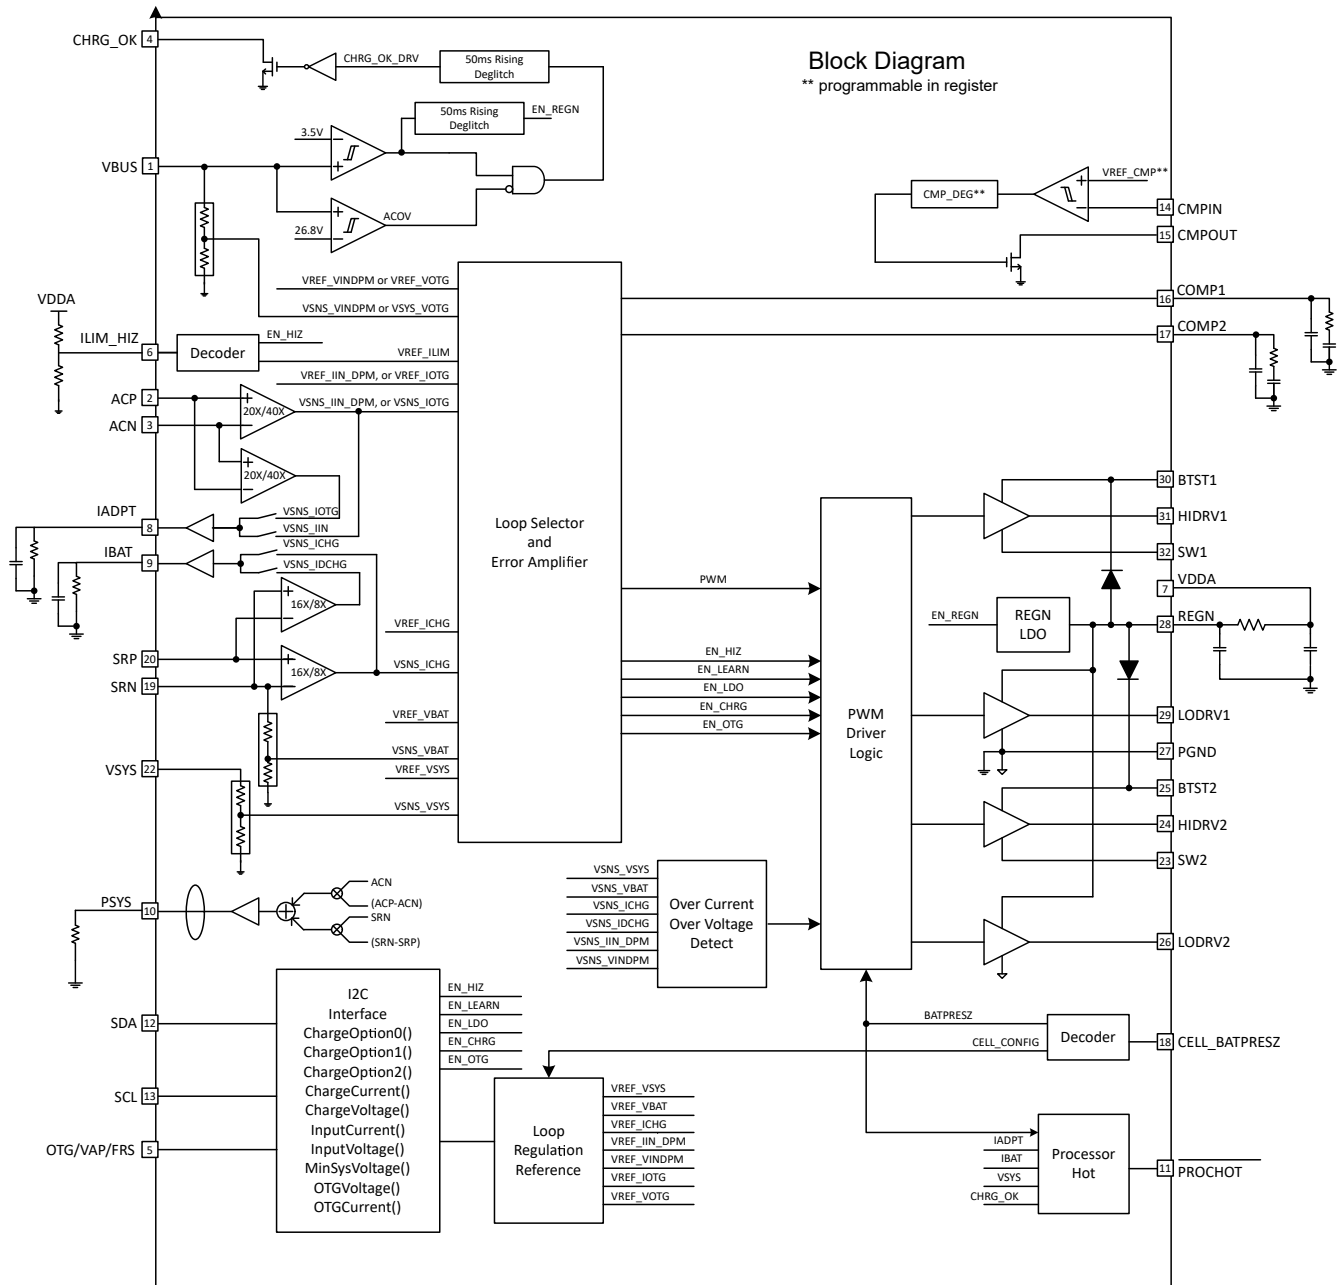 Block Diagram
** programmable in register
CHRG_OK
4
CHRG_OK_DRV
50ms Rising
Deglitch
50ms Rising
Deglitch
EN_REGN
3.5V
−
+
VBUS
1
+
−
26.8V
ACOV
CMP_DEG**
VREF_CMP**
+
−
14
CMPIN
15
CMPOUT
VREF_VINDPM or VREF_VOTG
VSNS_VINDPM or VSYS_VOTG
16
COMP1
17
COMP2
VDDA
ILIM_HIZ
6
Decoder
EN_HIZ
VREF_ILIM
VREF_IIN_DPM, or VREF_IOTG
VSNS_IIN_DPM, or VSNS_IOTG
ACP
2
ACN
3
+
20X/40X
−
+
20X/40X
−
IADPT
8
VSNS_IOTG
VSNS_IIN
IBAT
9
VSNS_ICHG
VSNS_IDCHG
+
16X/8X
−
Loop Selector
and
Error Amplifier
VREF_ICHG
SRP
20
+
16X/8X
−
VSNS_ICHG
SRN
19
VREF_VBAT
VSNS_VBAT
VREF_VSYS
VSYS
22
VSNS_VSYS
PWM
EN_HIZ
EN_LEARN
EN_LDO
EN_CHRG
EN_OTG
PWM
Driver
Logic
30
BTST1
31
HIDRV1
32
SW1
7
VDDA
EN_REGN
REGN
LDO
28
REGN
29
LODRV1
27
PGND
25
BTST2
24
HIDRV2
23
SW2
26
LODRV2
VSNS_VSYS
VSNS_VBAT
VSNS_ICHG
VSNS_IDCHG
VSNS_IIN_DPM
VSNS_VINDPM
Over Current
Over Voltage
Detect
PSYS
10
ACN
(ACP-ACN)
SRN
(SRN-SRP)
SDA
12
SCL
13
OTG/VAP/FRS
5
I2C
Interface
ChargeOption0()
ChargeOption1()
ChargeOption2()
ChargeCurrent()
ChargeVoltage()
InputCurrent()
InputVoltage()
MinSysVoltage()
OTGVoltage()
OTGCurrent()
EN_HIZ
EN_LEARN
EN_LDO
EN_CHRG
EN_OTG
Loop
Regulation
Reference
VREF_VSYS
VREF_VBAT
VREF_ICHG
VREF_IIN_DPM
VREF_VINDPM
VREF_IOTG
VREF_VOTG
BATPRESZ
CELL_CONFIG
Decoder
18
CELL_BATPRESZ
IADPT
IBAT
VSYS
CHRG_OK
Processor
Hot
11
PROCHOT